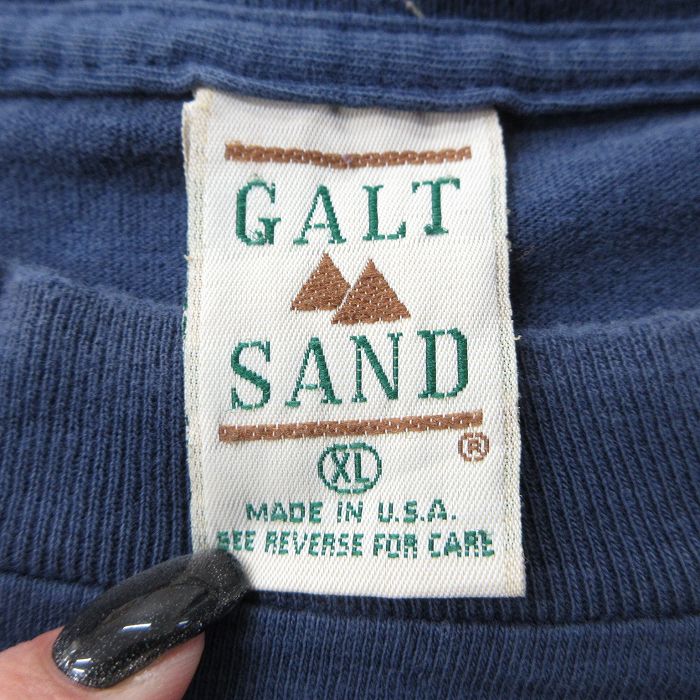 GALT
SAND
®
XL
MADE IN U.S.A.
SEE REVERSE FOR CARE